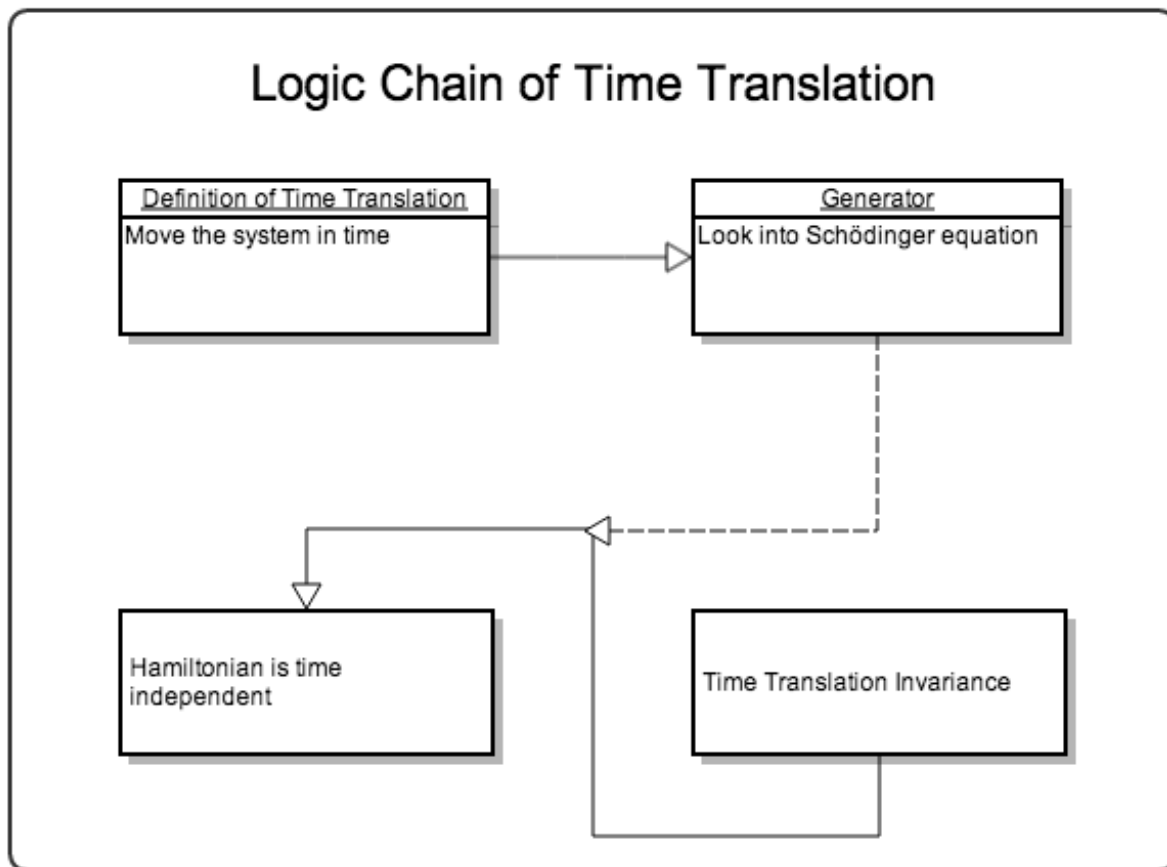 Logic Chain of Time Translation
Definition of Time Translation
Move the system in time
Generator
Look into Schödinger equation
Hamiltonian is time
independent
Time Translation Invariance